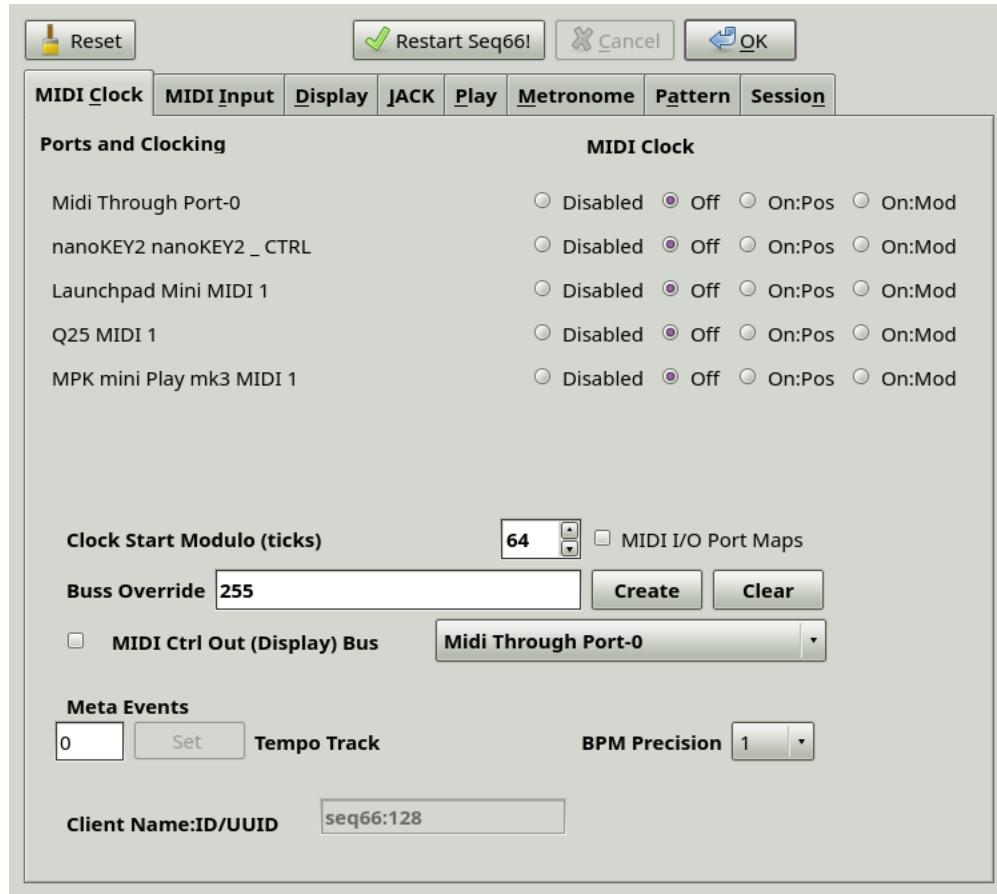 Reset Restart Seq66! Cancel OK
MIDI Clock MIDI Input Display JACK Play Metronome Pattern Session
Ports and Clocking MIDI Clock
Midi Through Port-0 Disabled Off On:Pos On:Mod
nanoKEY2 nanoKEY2 _ CTRL Disabled Off On:Pos On:Mod
Launchpad Mini MIDI 1 Disabled Off On:Pos On:Mod
Q25 MIDI 1 Disabled Off On:Pos On:Mod
MPK mini Play mk3 MIDI 1 Disabled Off On:Pos On:Mod
Clock Start Modulo (ticks) 64 MIDI I/O Port Maps
Buss Override 255 Create Clear
MIDI Ctrl Out (Display) Bus Midi Through Port-0
Meta Events
0 Set Tempo Track BPM Precision 1
Client Name:ID/UUID seq66:128